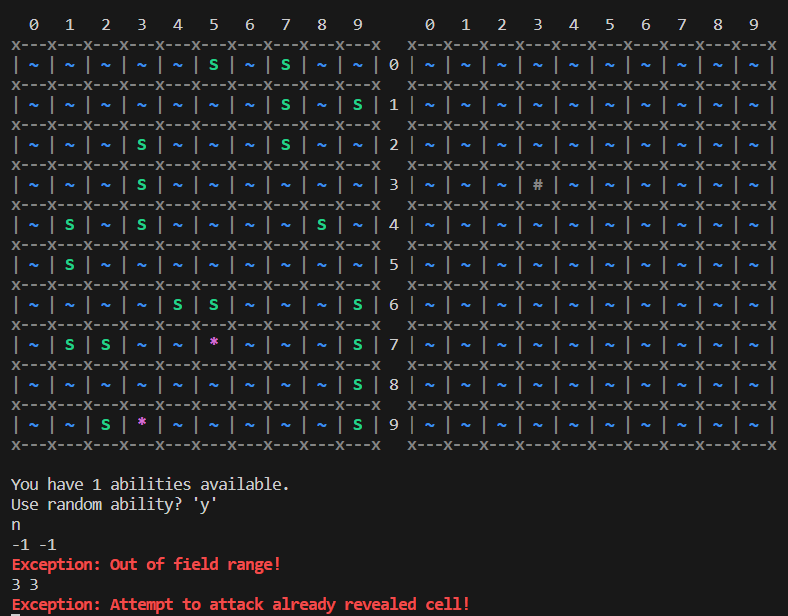 0 1 2 3 4 5 6 7 8 9 0 1 2 3 4 5 6 7 8 9
x---x---x---x---x---x---x---x---x---x---x x---x---x---x---x---x---x---x---x---x---x
| ~ | ~ | ~ | ~ | ~ | S | ~ | S | ~ | ~ | 0 | ~ | ~ | ~ | ~ | ~ | ~ | ~ | ~ | ~ | ~ |
x---x---x---x---x---x---x---x---x---x---x x---x---x---x---x---x---x---x---x---x---x
| ~ | ~ | ~ | ~ | ~ | ~ | ~ | S | ~ | S | 1 | ~ | ~ | ~ | ~ | ~ | ~ | ~ | ~ | ~ | ~ |
x---x---x---x---x---x---x---x---x---x---x x---x---x---x---x---x---x---x---x---x---x
| ~ | ~ | ~ | S | ~ | ~ | ~ | S | ~ | ~ | 2 | ~ | ~ | ~ | ~ | ~ | ~ | ~ | ~ | ~ | ~ |
x---x---x---x---x---x---x---x---x---x---x x---x---x---x---x---x---x---x---x---x---x
| ~ | ~ | ~ | S | ~ | ~ | ~ | ~ | ~ | ~ | 3 | ~ | ~ | ~ | # | ~ | ~ | ~ | ~ | ~ | ~ |
x---x---x---x---x---x---x---x---x---x---x x---x---x---x---x---x---x---x---x---x---x
| ~ | S | ~ | S | ~ | ~ | ~ | ~ | S | ~ | 4 | ~ | ~ | ~ | ~ | ~ | ~ | ~ | ~ | ~ | ~ |
x---x---x---x---x---x---x---x---x---x---x x---x---x---x---x---x---x---x---x---x---x
| ~ | S | ~ | ~ | ~ | ~ | ~ | ~ | ~ | ~ | 5 | ~ | ~ | ~ | ~ | ~ | ~ | ~ | ~ | ~ | ~ |
x---x---x---x---x---x---x---x---x---x---x x---x---x---x---x---x---x---x---x---x---x
| ~ | ~ | ~ | ~ | S | S | ~ | ~ | ~ | S | 6 | ~ | ~ | ~ | ~ | ~ | ~ | ~ | ~ | ~ | ~ |
x---x---x---x---x---x---x---x---x---x---x x---x---x---x---x---x---x---x---x---x---x
| ~ | S | S | ~ | ~ | * | ~ | ~ | ~ | S | 7 | ~ | ~ | ~ | ~ | ~ | ~ | ~ | ~ | ~ | ~ |
x---x---x---x---x---x---x---x---x---x---x x---x---x---x---x---x---x---x---x---x---x
| ~ | ~ | ~ | ~ | ~ | ~ | ~ | ~ | ~ | S | 8 | ~ | ~ | ~ | ~ | ~ | ~ | ~ | ~ | ~ | ~ |
x---x---x---x---x---x---x---x---x---x---x x---x---x---x---x---x---x---x---x---x---x
| ~ | ~ | S | * | ~ | ~ | ~ | ~ | ~ | S | 9 | ~ | ~ | ~ | ~ | ~ | ~ | ~ | ~ | ~ | ~ |
x---x---x---x---x---x---x---x---x---x---x x---x---x---x---x---x---x---x---x---x---x
You have 1 abilities available.
Use random ability? 'y'
n
-1 -1
Exception: Out of field range!
3 3
Exception: Attempt to attack already revealed cell!